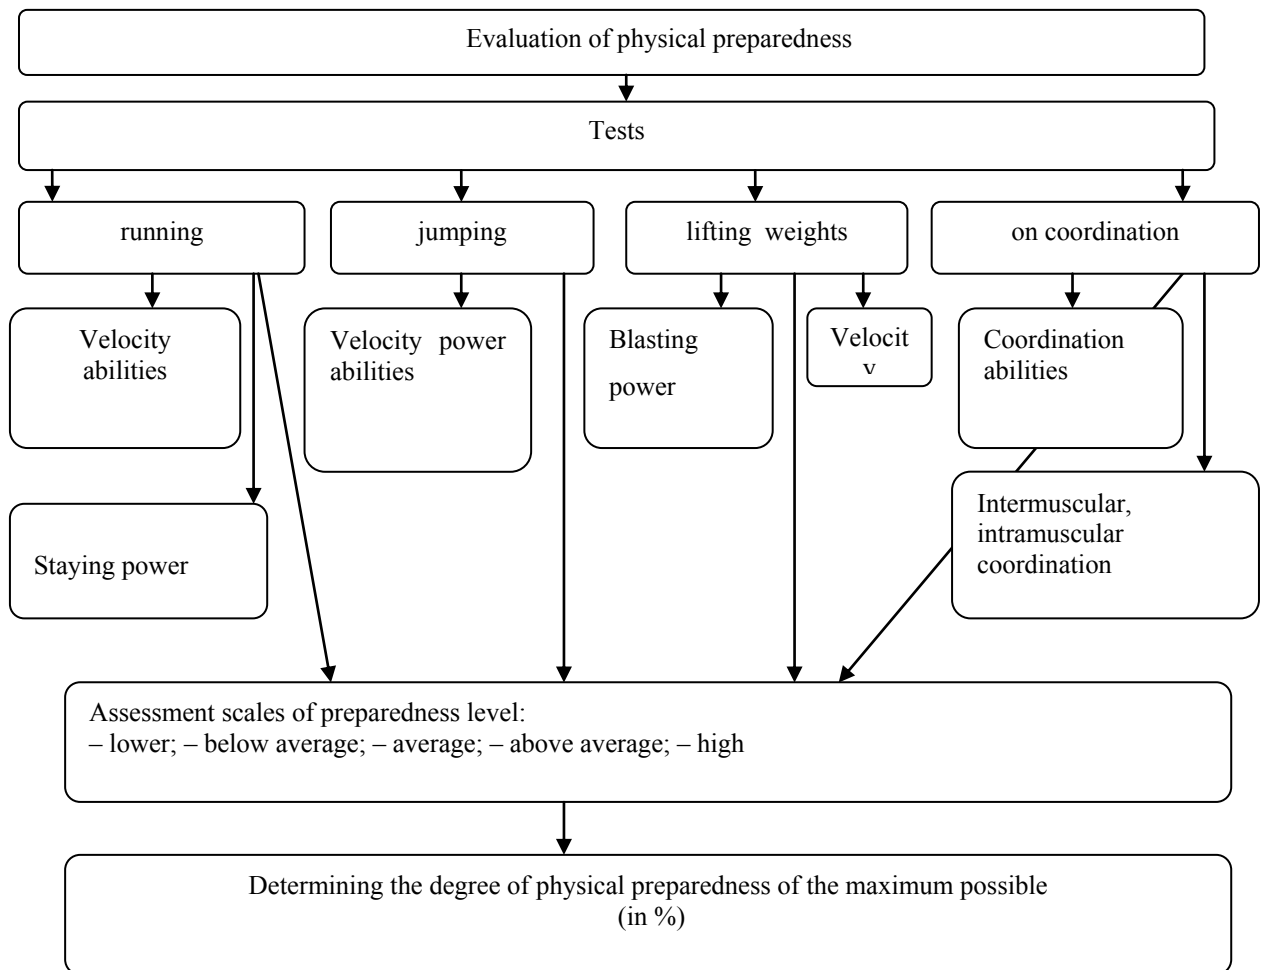 Evaluation of physical preparedness
Tests
running
jumping
lifting weights
on coordination
Velocity
abilities
Velocity power
abilities
Blasting
power
Velocit
y
Coordination
abilities
Staying power
Intermuscular,
intramuscular
coordination
Assessment scales of preparedness level:
– lower; – below average; – average; – above average; – high
Determining the degree of physical preparedness of the maximum possible
(in %)